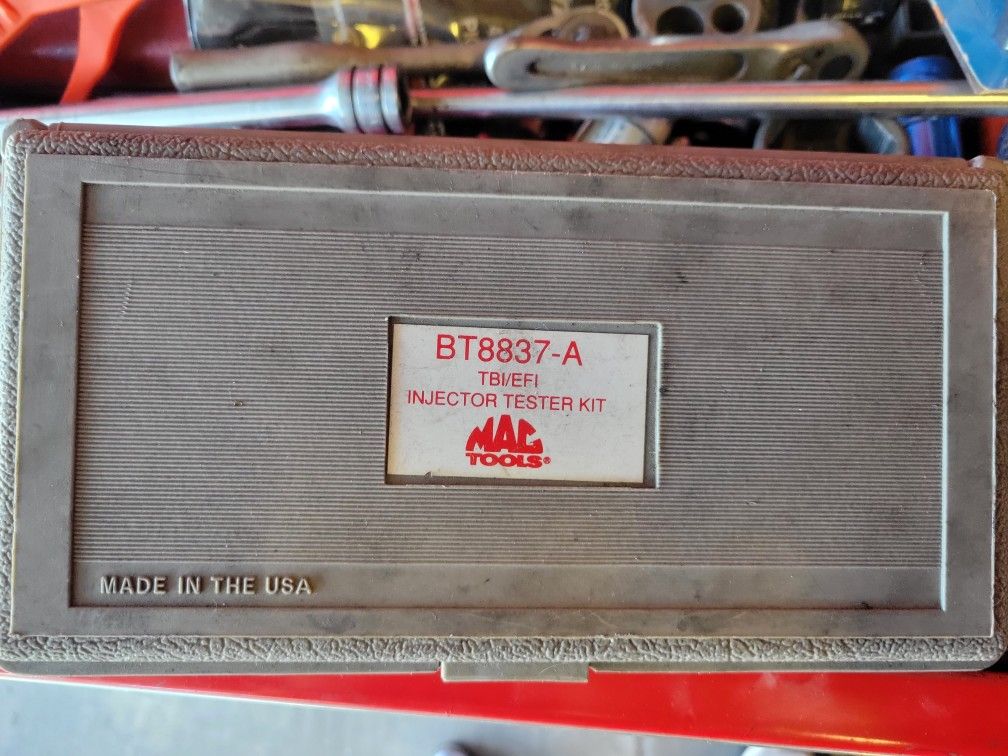 BT8837-A
TBI/EFI
INJECTOR TESTER KIT
MAC
TOOLS®
MADE IN THE USA